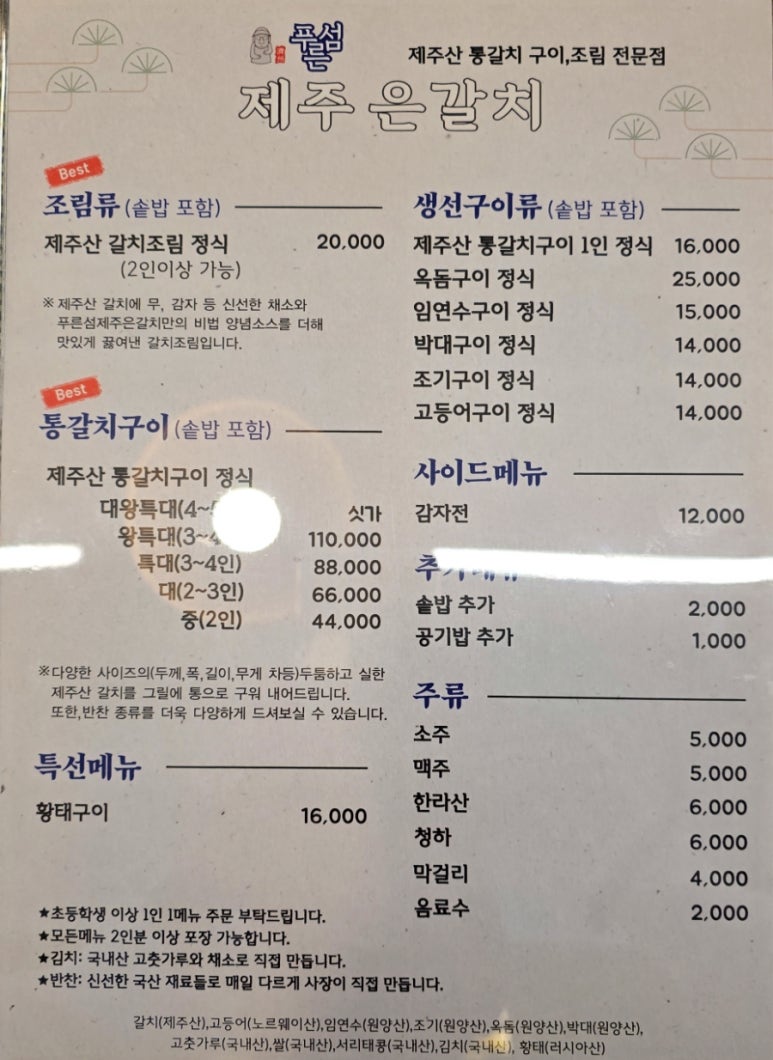 푸른섬
제주산 통갈치 구이,조림 전문점
제주 은갈치
Best
조림류 (솥밥 포함)
제주산 갈치조림 정식 20,000
(2인이상 가능)
※ 제주산 갈치에 무, 감자 등 신선한 채소와
푸른섬제주은갈치만의 비법 양념소스를 더해
맛있게 끓여낸 갈치조림입니다.
Best
통갈치구이 (솥밥 포함)
제주산 통갈치구이 정식
대왕특대(4~ 싯가
왕특대(3~4 110,000
특대(3~4인) 88,000
대(2~3인) 66,000
중(2인) 44,000
※다양한 사이즈의(두께,폭,길이,무게 차등)두툼하고 실한
제주산 갈치를 그릴에 통으로 구워 내어드립니다.
또한,반찬 종류를 더욱 다양하게 드셔보실 수 있습니다.
특선메뉴
황태구이 16,000
생선구이류 (솥밥 포함)
제주산 통갈치구이 1인 정식 16,000
옥돔구이 정식 25,000
임연수구이 정식 15,000
박대구이 정식 14,000
조기구이 정식 14,000
고등어구이 정식 14,000
사이드메뉴
감자전 12,000
추가메뉴
솥밥 추가 2,000
공기밥 추가 1,000
주류
소주 5,000
맥주 5,000
한라산 6,000
청하 6,000
막걸리 4,000
음료수 2,000
★초등학생 이상 1인 1메뉴 주문 부탁드립니다.
★모든메뉴 2인분 이상 포장 가능합니다.
★김치: 국내산 고춧가루와 채소로 직접 만듭니다.
★반찬: 신선한 국산 재료들로 매일 다르게 사장이 직접 만듭니다.
갈치(제주산),고등어(노르웨이산),임연수(원양산),조기(원양산),옥돔(원양산),박대(원양산),
고춧가루(국내산),쌀(국내산),서리태콩(국내산),김치(국내산), 황태(러시아산)